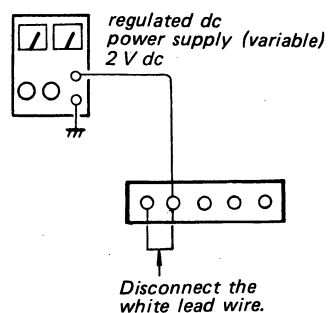 regulated dc
power supply (variable)
2 V dc
Disconnect the
white lead wire.